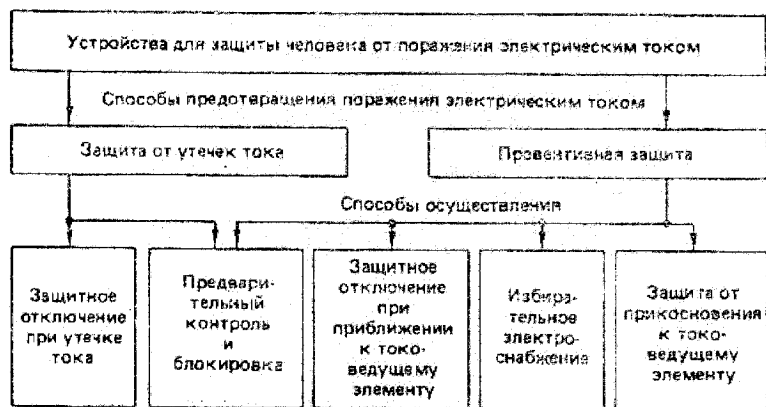 Устройства для защиты человека от поражения электрическим током
Способы предотвращения поражения электрическим током
Защита от утечек тока
Превентивная защита
Способы осуществления
Защитное
отключение
при утечке
тока
Предвари-
тельный
контроль
и
блокировка
Защитное
отключение
при
приближении
к токо-
ведущему
элементу
Избира-
тельное
электро-
снабжение
Защита от
прикосновения
к токо-
ведущему
элементу